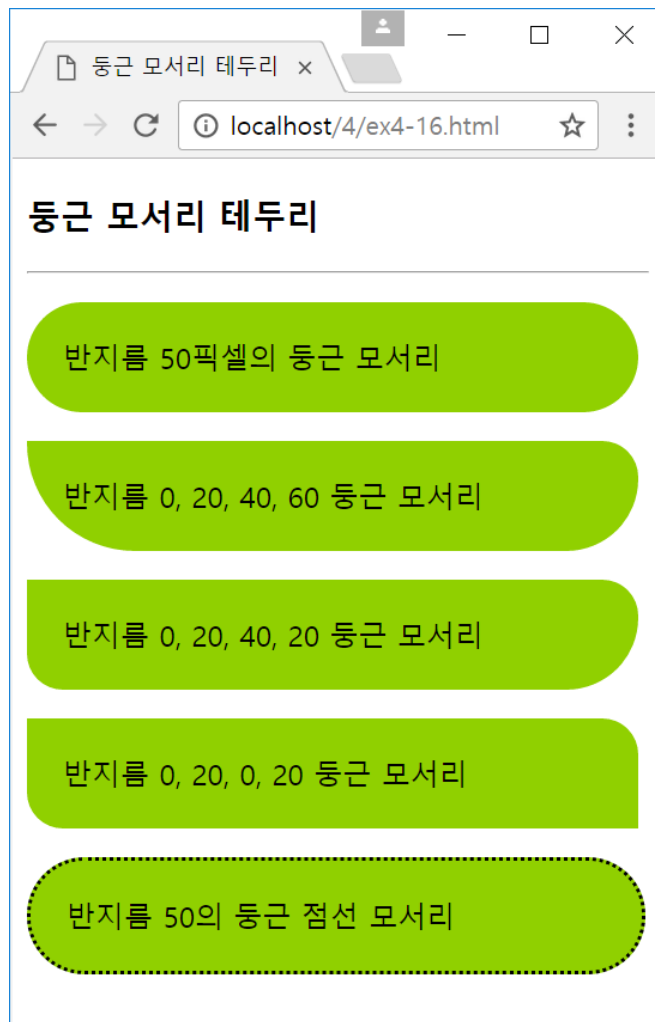 둥근 모서리 테두리
localhost/4/ex4-16.html
둥근 모서리 테두리
반지름 50픽셀의 둥근 모서리
반지름 0, 20, 40, 60 둥근 모서리
반지름 0, 20, 40, 20 둥근 모서리
반지름 0, 20, 0, 20 둥근 모서리
반지름 50의 둥근 점선 모서리